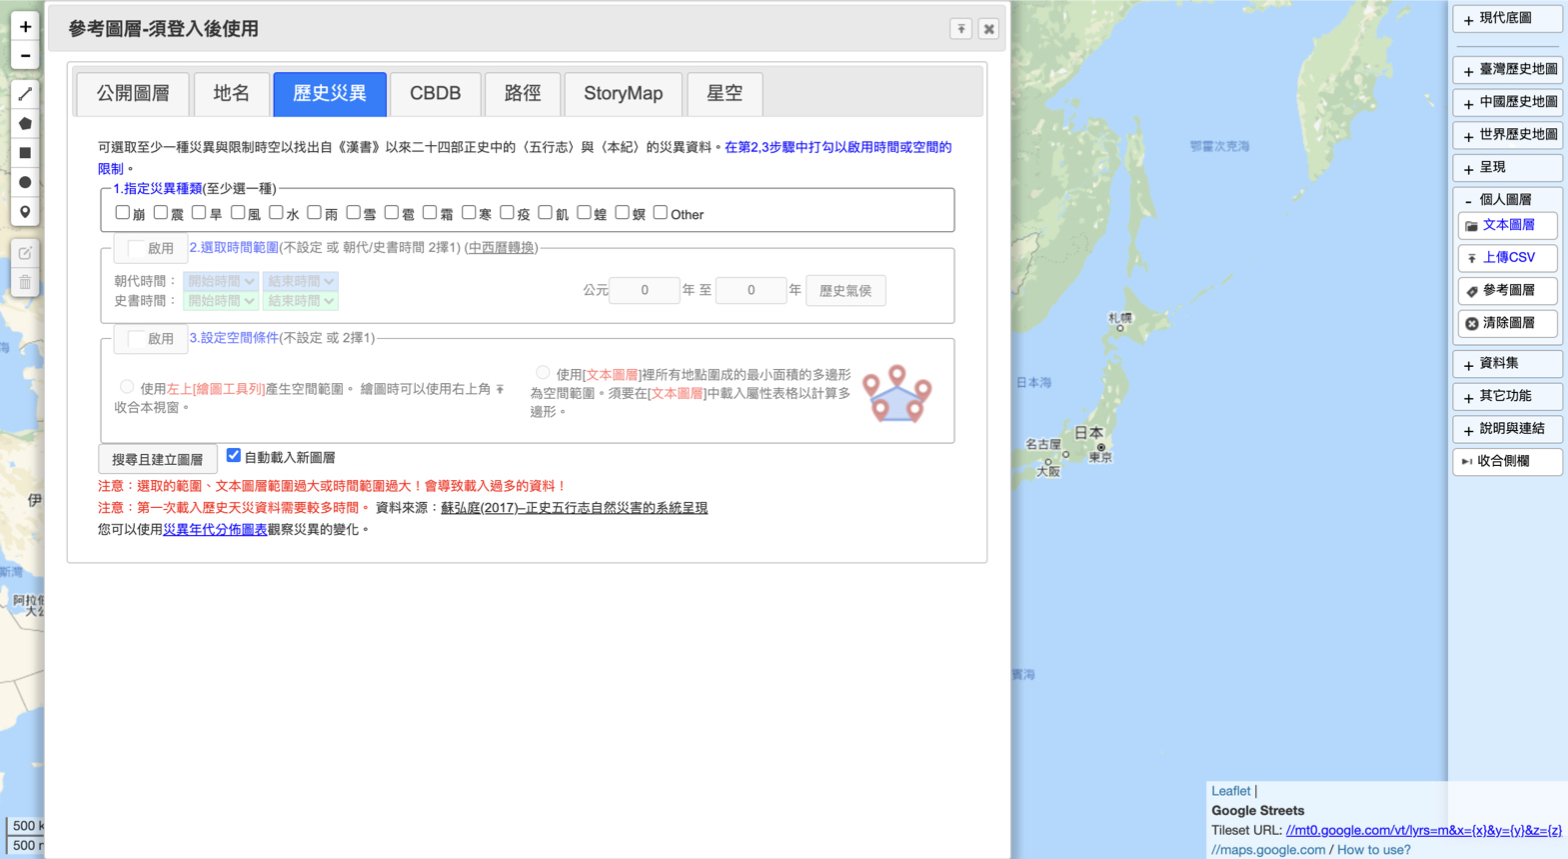 參考圖層-須登入後使用
公開圖層
地名
歷史災異
CBDB
路徑
StoryMap
星空
可選取至少一種災異與限制時空以找出自《漢書》以來二十四部正史中的〈五行志〉與〈本紀〉的災異資料。在第2,3步驟中打勾以啟用時間或空間的
限制。
1.指定災異種類(至少選一種)
崩 震 旱 風 水 雨 雪 雹 霜 寒 疫 飢 蝗 螟 Other
啟用 2.選取時間範圍(不設定 或 朝代/史書時間 2擇1) (中西曆轉換)
朝代時間： 開始時間 結束時間
史書時間： 開始時間 結束時間
公元 0 年 至 0 年 歷史氣侯
啟用 3.設定空間條件(不設定 或 2擇1)
使用左上[繪圖工具列]產生空間範圍。 繪圖時可以使用右上角
收合本視窗。
使用[文本圖層]裡所有地點圍成的最小面積的多邊形
為空間範圍。須要在[文本圖層]中載入屬性表格以計算多
邊形。
搜尋且建立圖層 自動載入新圖層
注意：選取的範圍、文本圖層範圍過大或時間範圍過大！會導致載入過多的資料！
注意：第一次載入歷史天災資料需要較多時間。 資料來源：蘇弘庭(2017)–正史五行志自然災害的系統呈現
您可以使用災異年代分佈圖表觀察災異的變化。
+
−
海
伊
斯灣
阿拉伯
大公
500
500
鄂霍次克海
札幌
日本海
日本
名古屋
東京
大阪
賓海
+ 現代底圖
+ 臺灣歷史地圖
+ 中國歷史地圖
+ 世界歷史地圖
+ 呈現
- 個人圖層
文本圖層
上傳CSV
參考圖層
清除圖層
+ 資料集
+ 其它功能
+ 說明與連結
收合側欄
Leaflet |
Google Streets
Tileset URL: //mt0.google.com/vt/lyrs=m&x={x}&y={y}&z={z}
//maps.google.com / How to use?